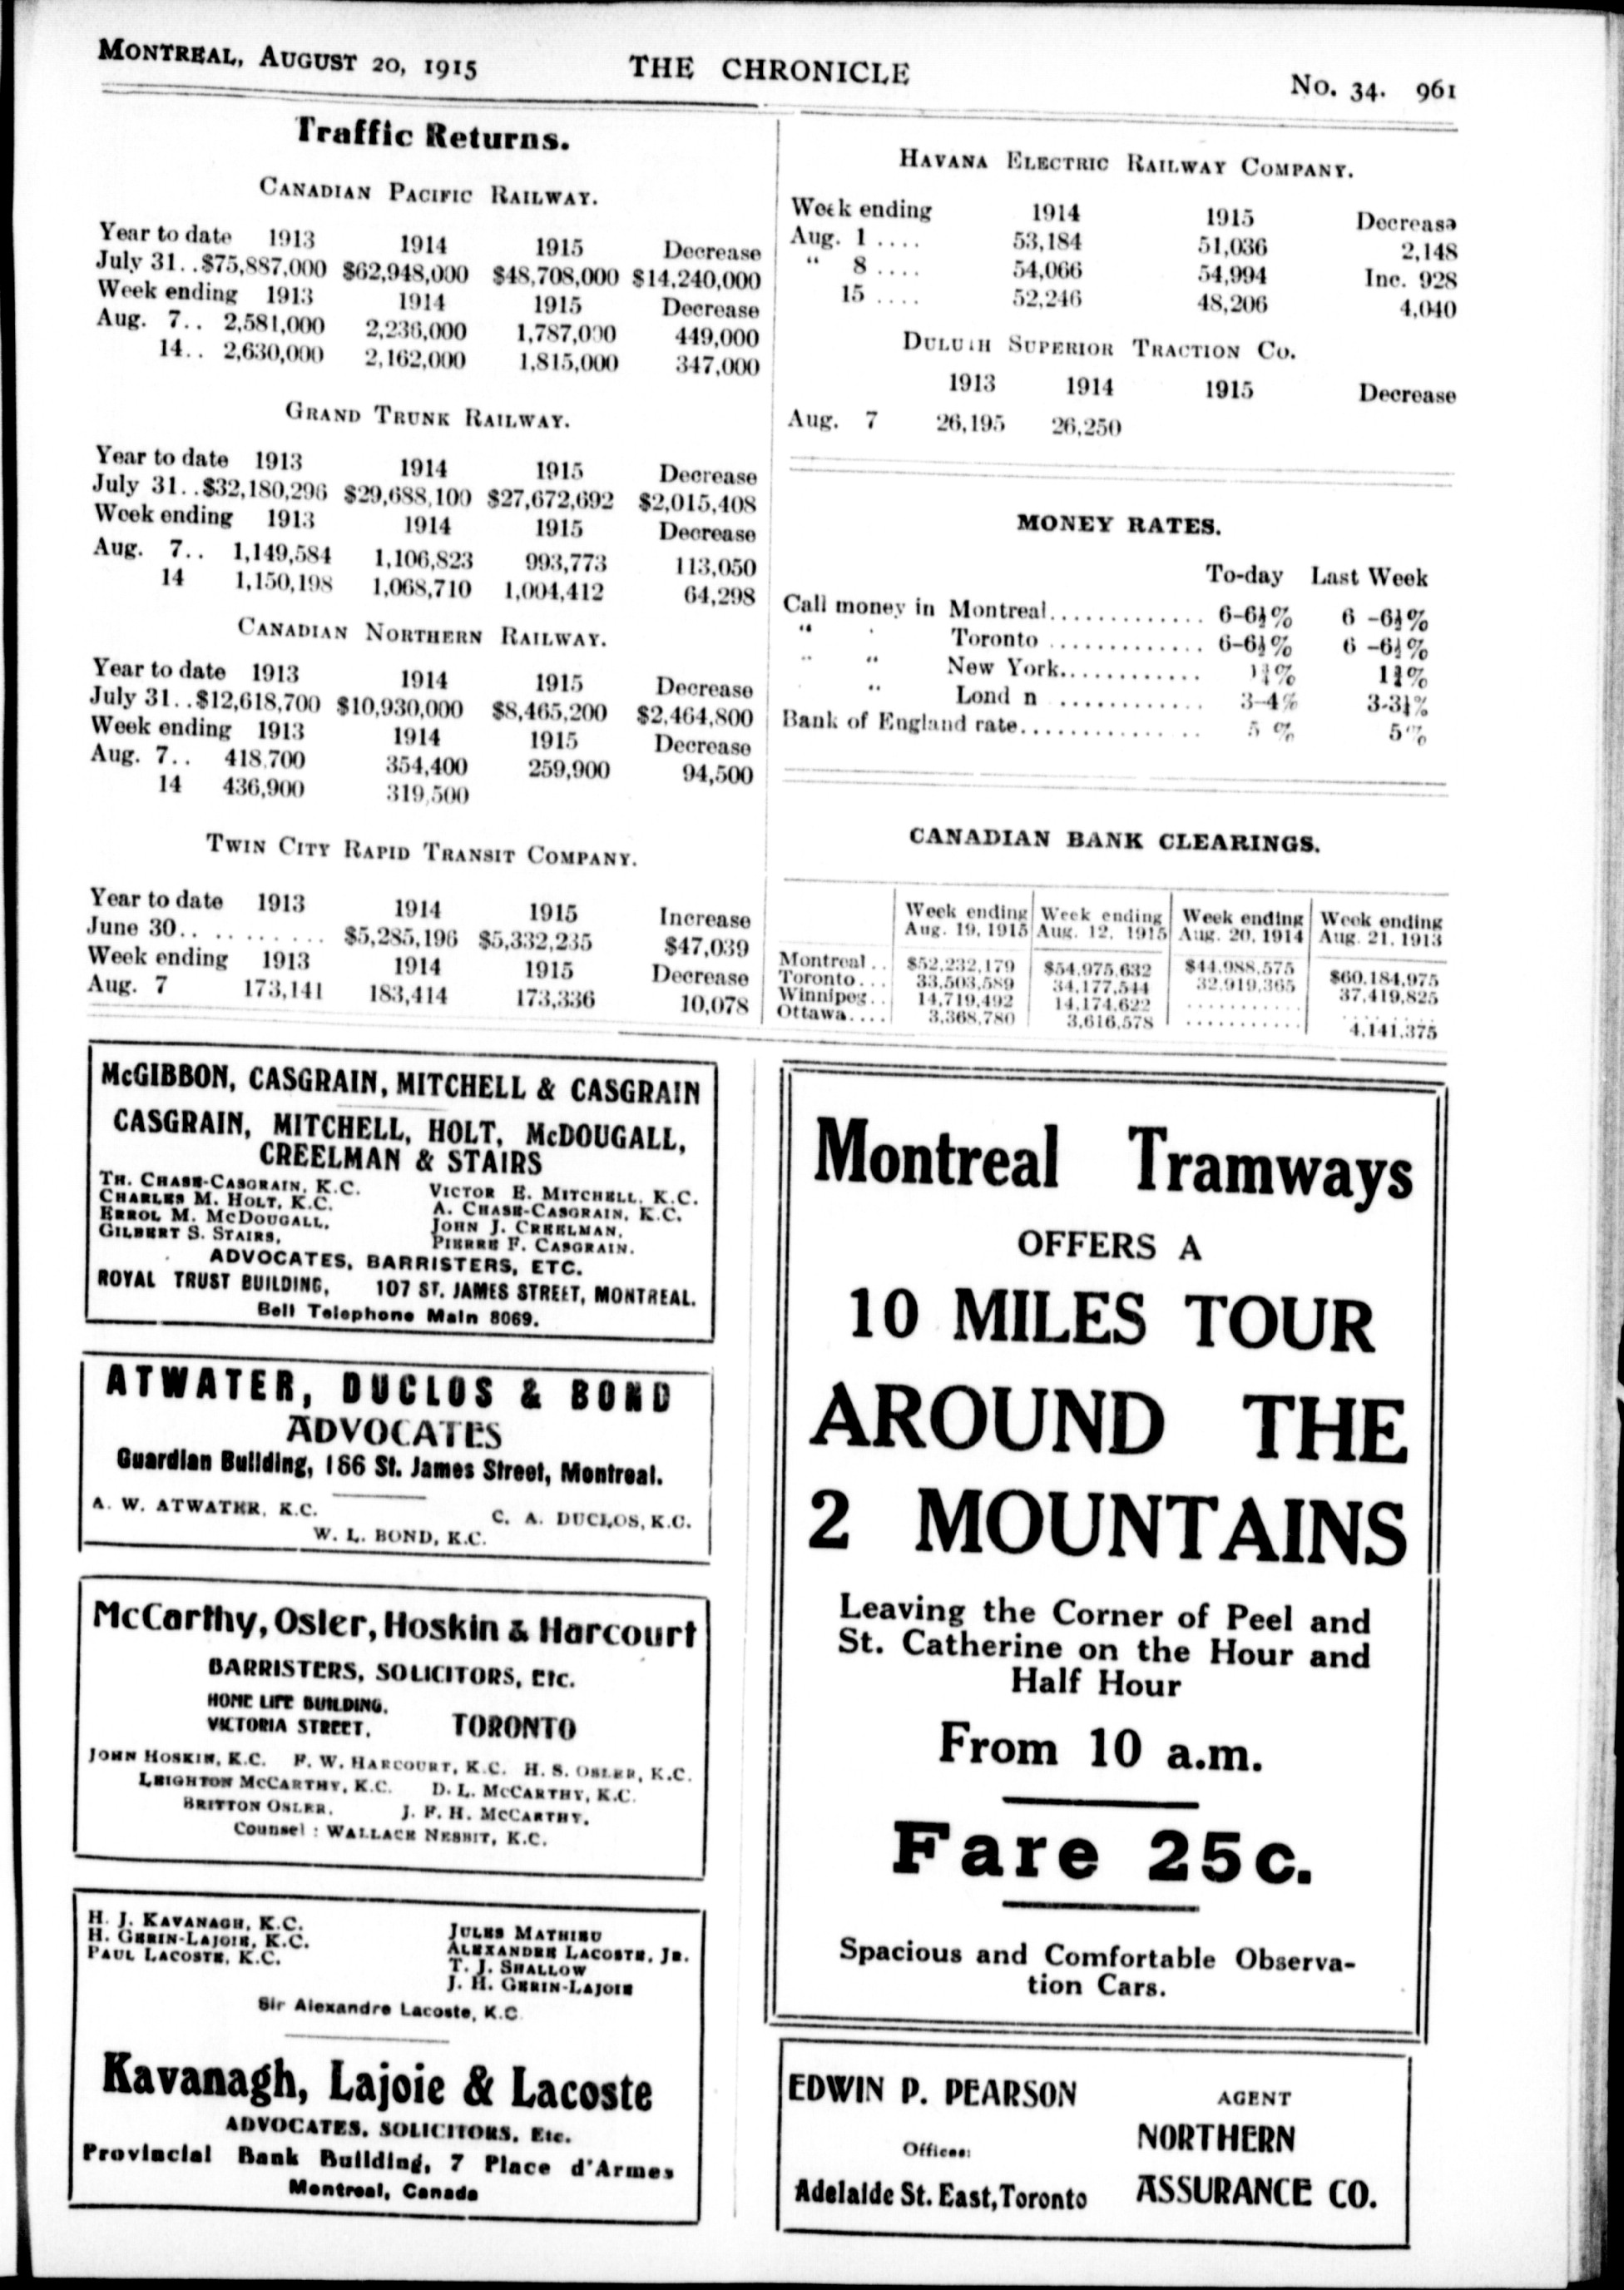 MONTREAL, AUGUST 20, 1915 THE CHRONICLE No. 34. 961
Traffic Returns.
CANADIAN PACIFIC RAILWAY.
Year to date 1913 1914 1915 Decrease
July 31. .$75,887,000 $62,948,000 $48,708,000 $14,240,000
Week ending 1913 1914 1915 Decrease
Aug. 7.. 2,581,000 2,236,000 1,787,000 449,000
14.. 2,630,000 2,162,000 1,815,000 347,000
GRAND TRUNK RAILWAY.
Year to date 1913 1914 1915 Decrease
July 31. .$32,180,296 $29,688,100 $27,672,692 $2,015,408
Week ending 1913 1914 1915 Decrease
Aug. 7.. 1,149,584 1,106,823 993,773 113,050
14 1,150,198 1,068,710 1,004,412 64,298
CANADIAN NORTHERN RAILWAY.
Year to date 1913 1914 1915 Decrease
July 31. .$12,618,700 $10,930,000 $8,465,200 $2,464,800
Week ending 1913 1914 1915 Decrease
Aug. 7.. 418,700 354,400 259,900 94,500
14 436,900 319,500
TWIN CITY RAPID TRANSIT COMPANY.
Year to date 1913 1914 1915 Increase
June 30.. .......... $5,285,196 $5,332,235 $47,039
Week ending 1913 1914 1915 Decrease
Aug. 7 173,141 183,414 173,336 10,078
HAVANA ELECTRIC RAILWAY COMPANY.
Week ending 1914 1915 Decrease
Aug. 1 .... 53,184 51,036 2,148
" 8 .... 54,066 54,994 Inc. 928
15 .... 52,246 48,206 4,040
DULUTH SUPERIOR TRACTION CO.
1913 1914 1915 Decrease
Aug. 7 26,195 26,250
MONEY RATES.
To-day Last Week
Call money in Montreal............. 6-6½% 6 -6½%
" Toronto ............. 6-6½% 6 -6½%
" " New York............ 1¾% 1¾%
" Lond n ............ 3-4% 3-3½%
Bank of England rate............... 5 % 5%
CANADIAN BANK CLEARINGS.
Week ending Week ending Week ending Week ending
Aug. 19, 1915 Aug. 12, 1915 Aug. 20, 1914 Aug. 21, 1913
Montreal.. $52,232,179 $54,975,632 $44,988,575 $60,184,975
Toronto... 33,503,589 34,177,544 32,919,365 37,419,825
Winnipeg.. 14,719,492 14,174,622 ........... .........
Ottawa.... 3,368,780 3,616,578 ........... 4,141,375
McGIBBON, CASGRAIN, MITCHELL & CASGRAIN
CASGRAIN, MITCHELL, HOLT, McDOUGALL,
CREELMAN & STAIRS
TH. CHASE-CASGRAIN, K.C. VICTOR E. MITCHELL, K.C.
CHARLES M. HOLT, K.C. A. CHASE-CASGRAIN, K.C.
ERROL M. McDOUGALL, JOHN J. CREELMAN,
GILBERT S. STAIRS, PIERRE F. CASGRAIN.
ADVOCATES, BARRISTERS, ETC.
ROYAL TRUST BUILDING, 107 ST. JAMES STREET, MONTREAL.
Bell Telephone Main 8069.
ATWATER, DUCLOS & BOND
ADVOCATES
Guardian Building, 166 St. James Street, Montreal.
A. W. ATWATER, K.C. C. A. DUCLOS, K.C.
W. L. BOND, K.C.
McCarthy, Osler, Hoskin & Harcourt
BARRISTERS, SOLICITORS, Etc.
HOME LIFE BUILDING,
VICTORIA STREET, TORONTO
JOHN HOSKIN, K.C. F. W. HARCOURT, K.C. H. S. OSLER, K.C.
LEIGHTON McCARTHY, K.C. D. L. McCARTHY, K.C.
BRITTON OSLER, J. F. H. McCARTHY.
Counsel : WALLACE NESBIT, K.C.
H. J. KAVANAGH, K.C. JULES MATHIEU
H. GERIN-LAJOIE, K.C. ALEXANDRE LACOSTE, JR.
PAUL LACOSTE, K.C. T. J. SHALLOW
J. H. GERIN-LAJOIE
Sir Alexandre Lacoste, K.C
Kavanagh, Lajoie & Lacoste
ADVOCATES, SOLICITORS, Etc.
Provincial Bank Building, 7 Place d'Armes
Montreal, Canada
Montreal Tramways
OFFERS A
10 MILES TOUR
AROUND THE
2 MOUNTAINS
Leaving the Corner of Peel and
St. Catherine on the Hour and
Half Hour
From 10 a.m.
Fare 25c.
Spacious and Comfortable Observa-
tion Cars.
EDWIN P. PEARSON AGENT
Offices: NORTHERN
Adelaide St. East, Toronto ASSURANCE CO.